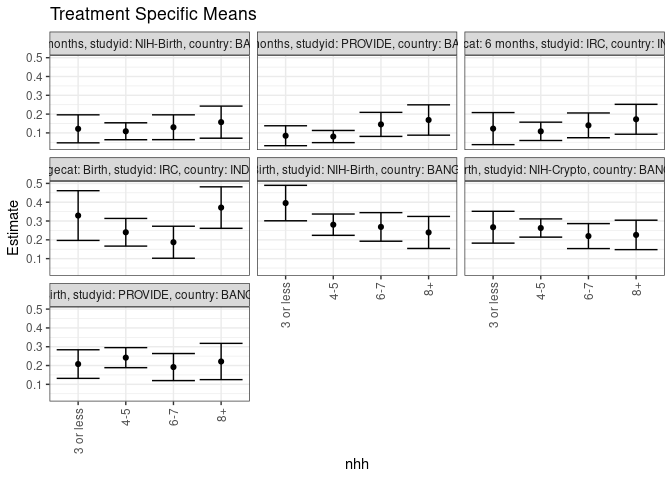 Treatment Specific Means
months, studyid: NIH-Birth, country: BA
months, studyid: PROVIDE, country: BA
cat: 6 months, studyid: IRC, country: IN
0.5
0.4
0.3
0.2
0.1
gecat: Birth, studyid: IRC, country: IND
irth, studyid: NIH-Birth, country: BANG
rth, studyid: NIH-Crypto, country: BANG
0.5
0.4
0.3
0.2
0.1
Estimate
irth, studyid: PROVIDE, country: BANG
0.5
0.4
0.3
0.2
0.1
3 or less
4-5
6-7
8+
3 or less
4-5
6-7
8+
3 or less
4-5
6-7
8+
nhh